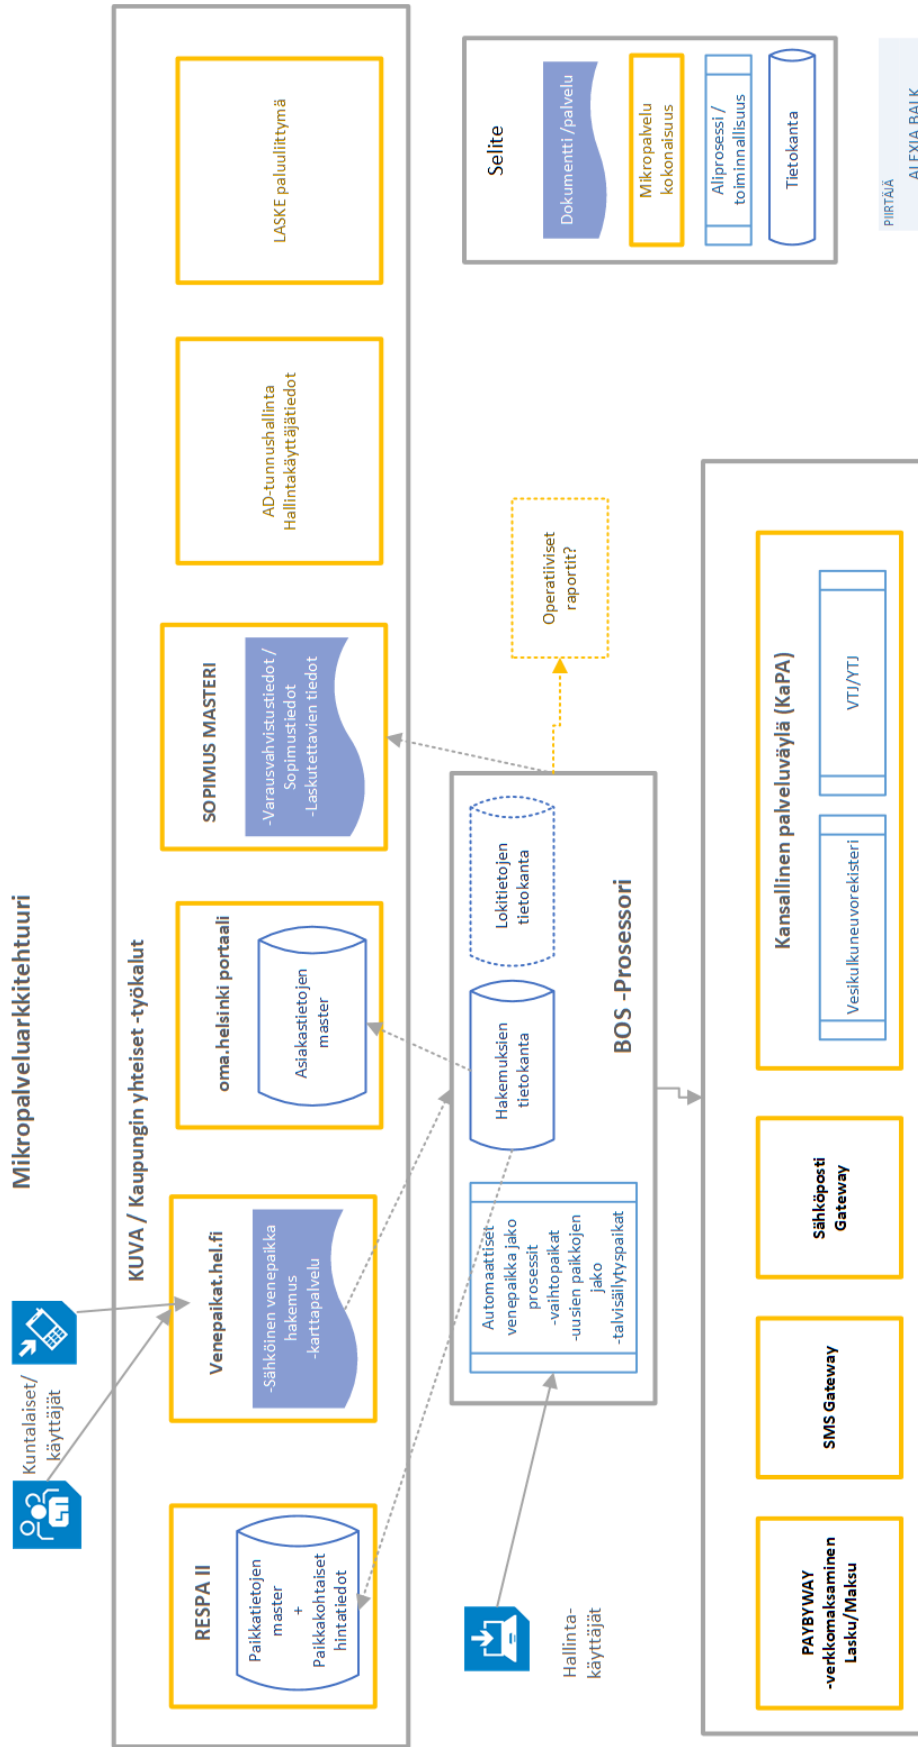 Mikropalveluarkkitehtuuri
Kuntalaiset/
käyttäjät
KUVA / Kaupungin yhteiset -työkalut
RESPA II
Paikkatietojen
master
+
Paikkakohtaiset
hintatiedot
Venepaikat.hel.fi
-Sähköinen venepaikka
hakemus
-karttapalvelu
oma.helsinki portaali
Asiakastietojen
master
SOPIMUS MASTERI
-Varausvahvistustiedot /
Sopimustiedot
-Laskutettavien tiedot
AD-tunnushallinta
Hallintakäyttäjätiedot
LASKE paluuliittymä
Hallinta-
käyttäjät
Automaattiset
venepaikka jako
prosessit
-vaihtopaikat
-uusien paikkojen
jako
-talvisäilytyspaikat
Hakemuksien
tietokanta
Lokitietojen
tietokanta
BOS -Prosessori
Operatiiviset
raportit?
Selite
Dokumentti /palvelu
Mikropalvelu
kokonaisuus
Aliprosessi /
toiminnallisuus
Tietokanta
PAYBYWAY
-verkkomaksaminen
Lasku/Maksu
SMS Gateway
Sähköposti
Gateway
Kansallinen palveluväylä (KaPA)
Vesikulkuneuvorekisteri
VTJ/YTJ
PIIRTÄJÄ
ALEXIA BALK